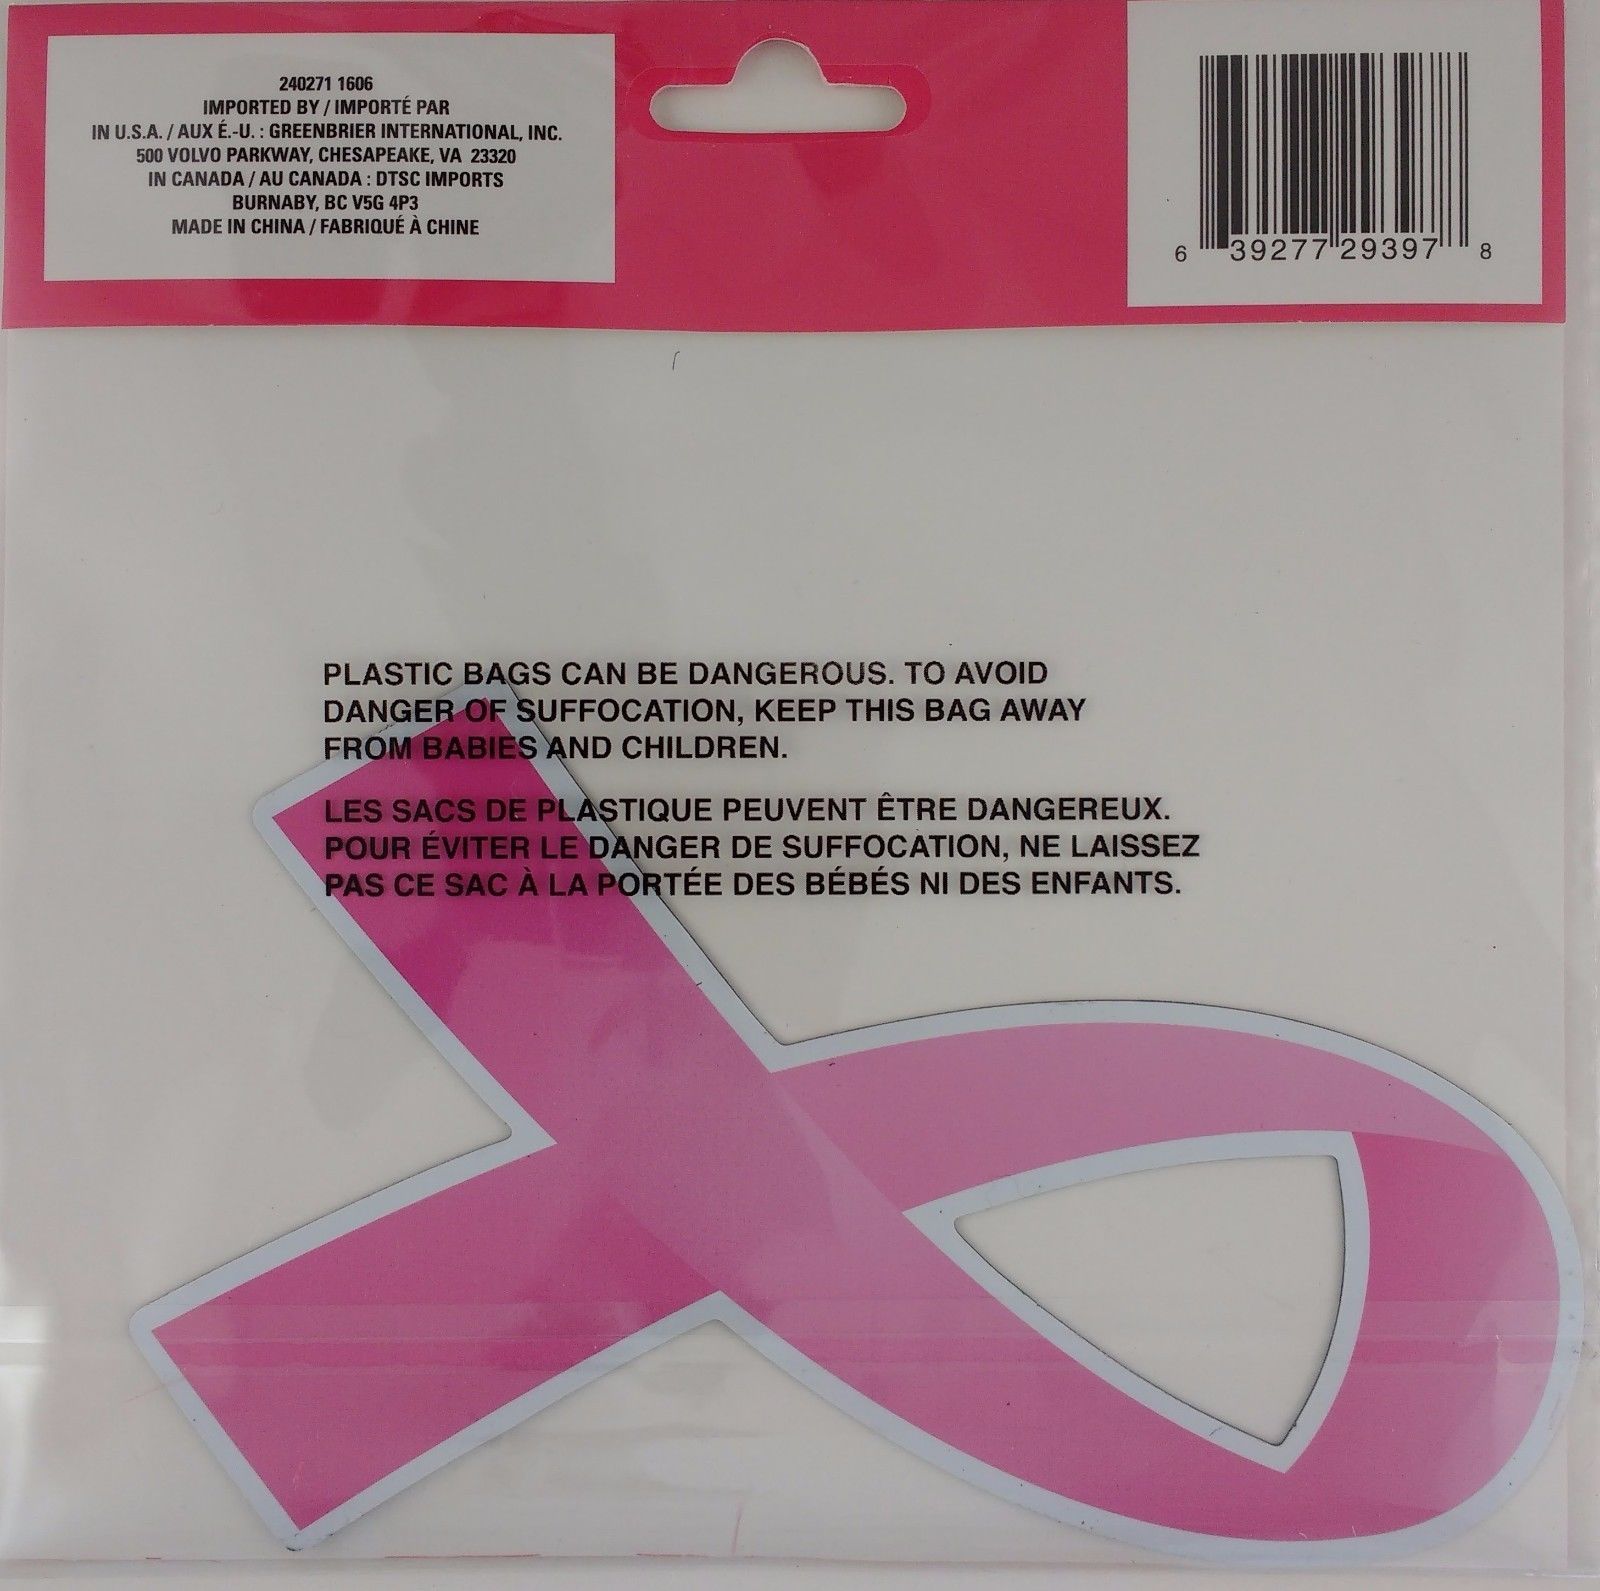 240271 1606
IMPORTED BY / IMPORTÉ PAR
IN U.S.A. / AUX É.-U. : GREENBRIER INTERNATIONAL, INC.
500 VOLVO PARKWAY, CHESAPEAKE, VA 23320
IN CANADA / AU CANADA : DTSC IMPORTS
BURNABY, BC V5G 4P3
MADE IN CHINA / FABRIQUÉ À CHINE
6 39277 29397 8
PLASTIC BAGS CAN BE DANGEROUS. TO AVOID
DANGER OF SUFFOCATION, KEEP THIS BAG AWAY
FROM BABIES AND CHILDREN.
LES SACS DE PLASTIQUE PEUVENT ÊTRE DANGEREUX.
POUR ÉVITER LE DANGER DE SUFFOCATION, NE LAISSEZ
PAS CE SAC À LA PORTÉE DES BÉBÉS NI DES ENFANTS.